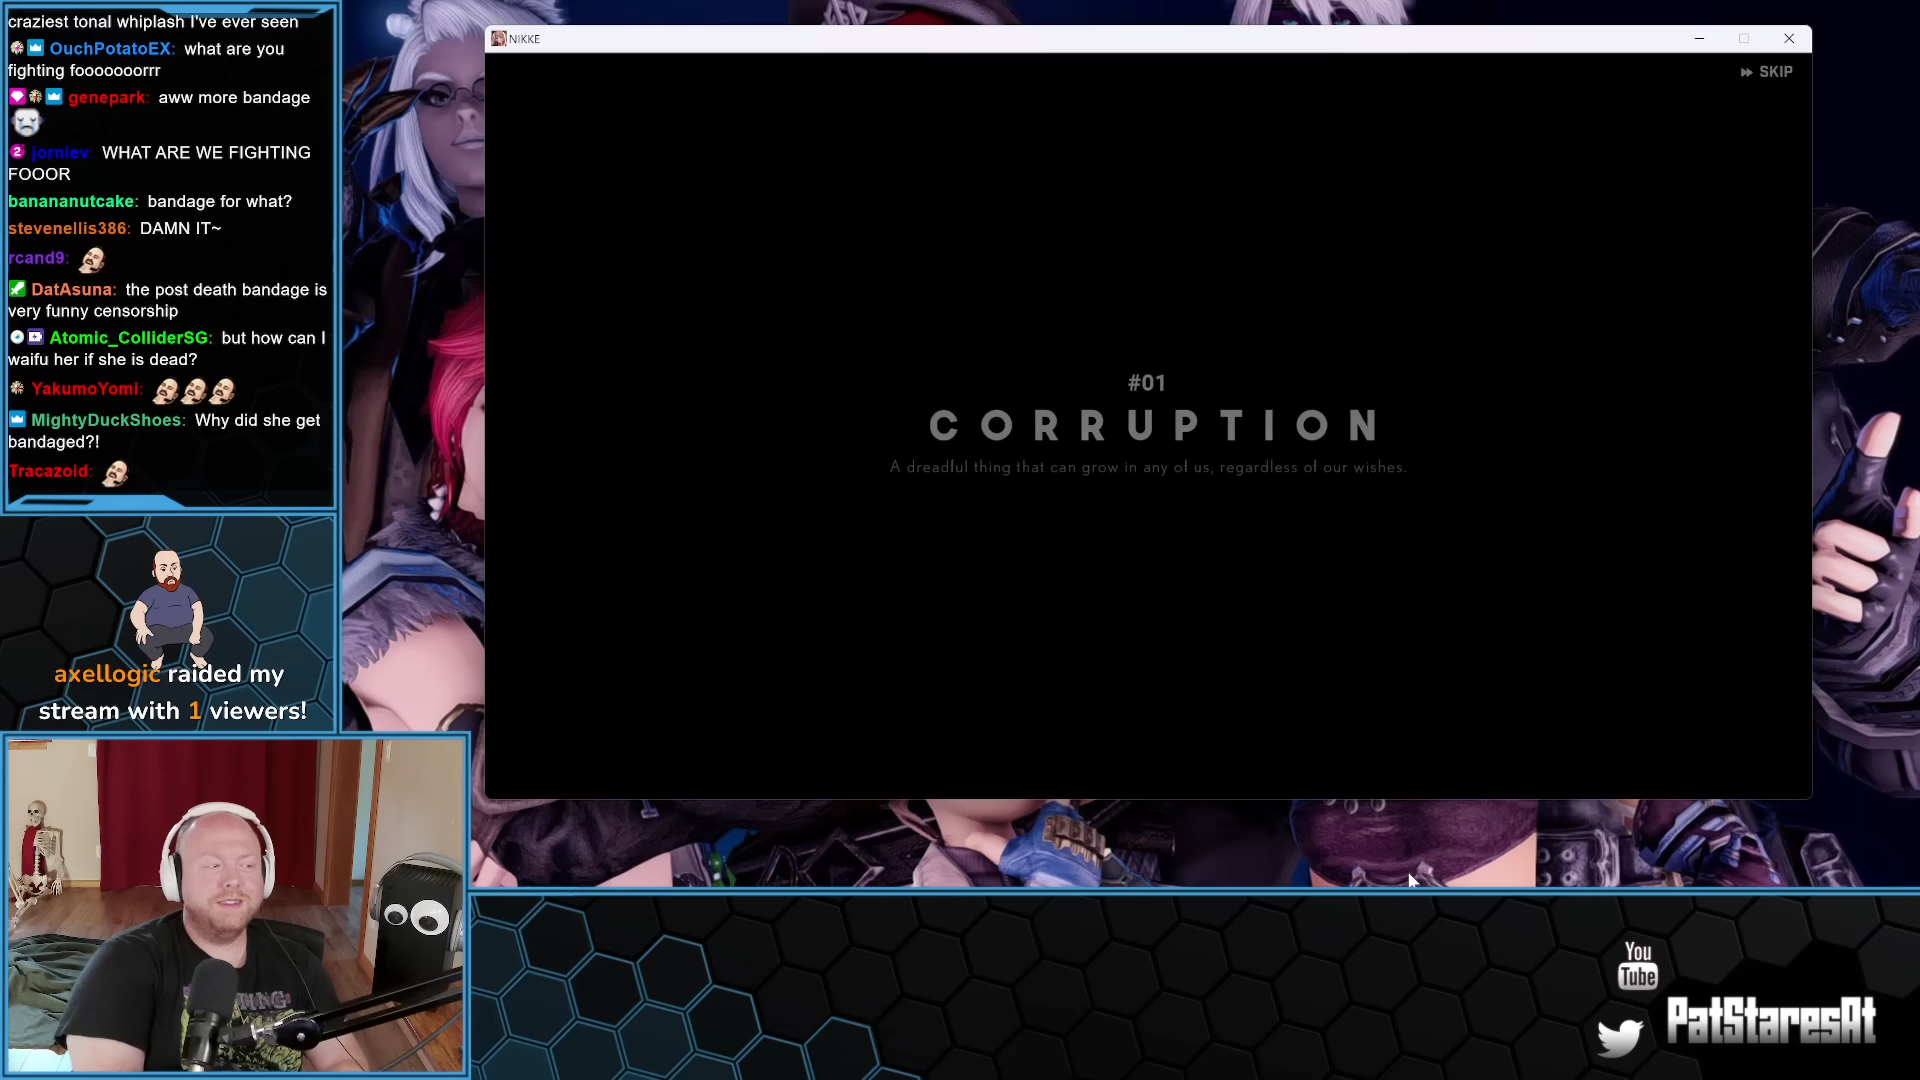 craziest tonal whiplash I've ever seen
OuchPotatoEX: what are you
fighting fooooooorrr
genepark: aww more bandage
2 jorniev: WHAT ARE WE FIGHTING
FOOOR
banananutcake: bandage for what?
stevenellis386: DAMN IT~
rcand9:
DatAsuna: the post death bandage is
very funny censorship
Atomic_ColliderSG: but how can I
waifu her if she is dead?
YakumoYomi:
MightyDuckShoes: Why did she get
bandaged?!
Tracazoid:
axellogic raided my
stream with 1 viewers!
NIKKE
SKIP
#01
CORRUPTION
A dreadful thing that can grow in any of us, regardless of our wishes.
You
Tube
PatStaresAt